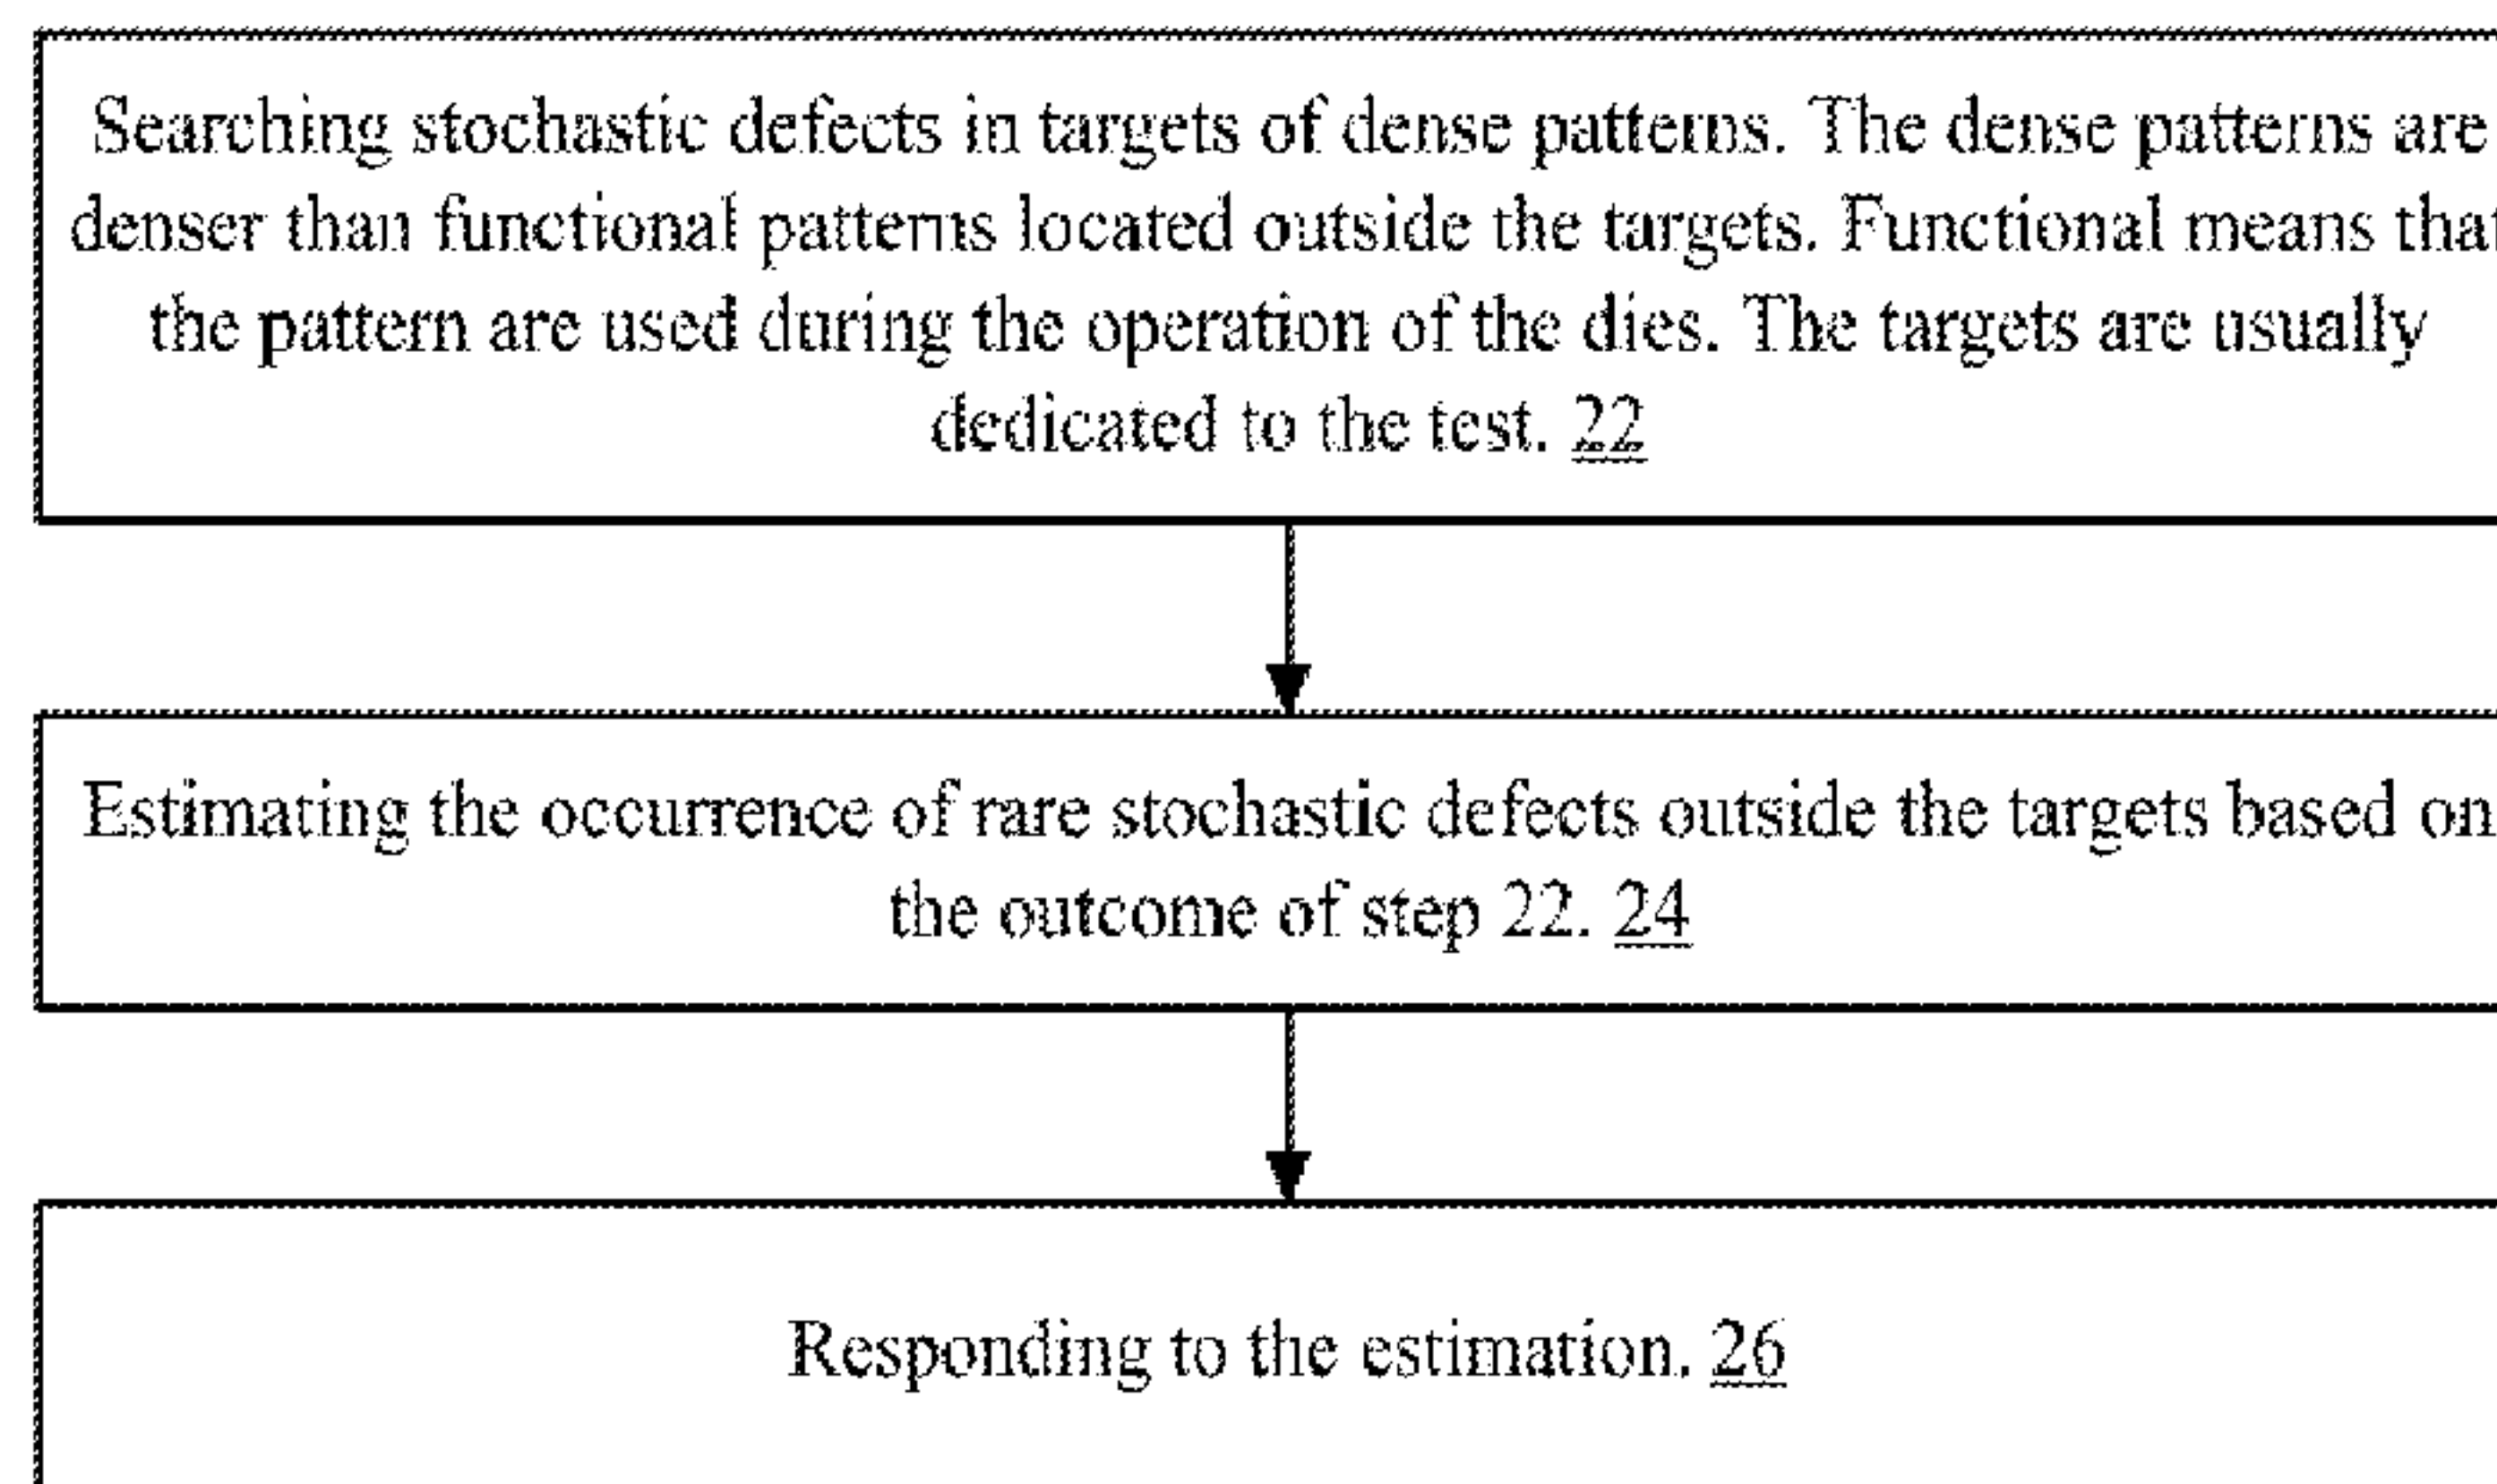 Searching stochastic defects in targets of dense patterns. The dense patterns are
denser than functional patterns located outside the targets. Functional means that
the pattern are used during the operation of the dies. The targets are usually
dedicated to the test. 22
Estimating the occurrence of rare stochastic defects outside the targets based on
the outcome of step 22. 24
Responding to the estimation. 26